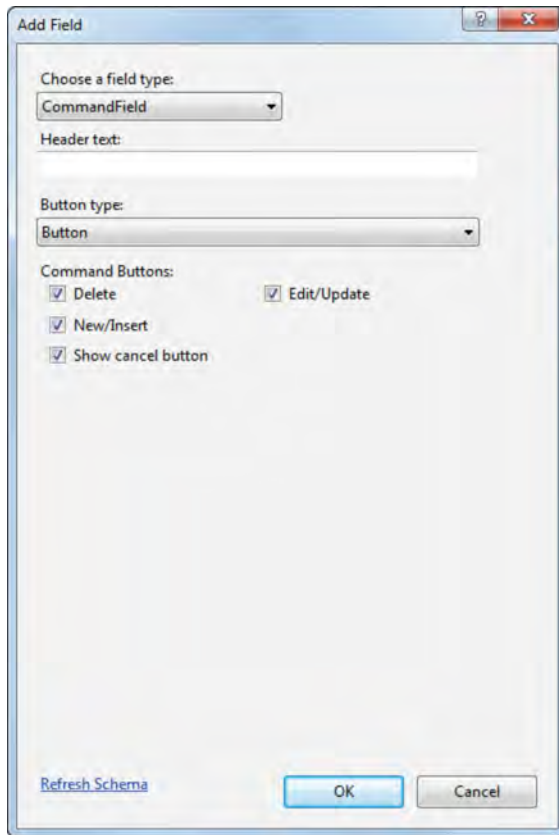 Add Field
Choose a field type:
CommandField
Header text:
Button type:
Button
Command Buttons:
Delete Edit/Update
New/Insert
Show cancel button
Refresh Schema OK Cancel